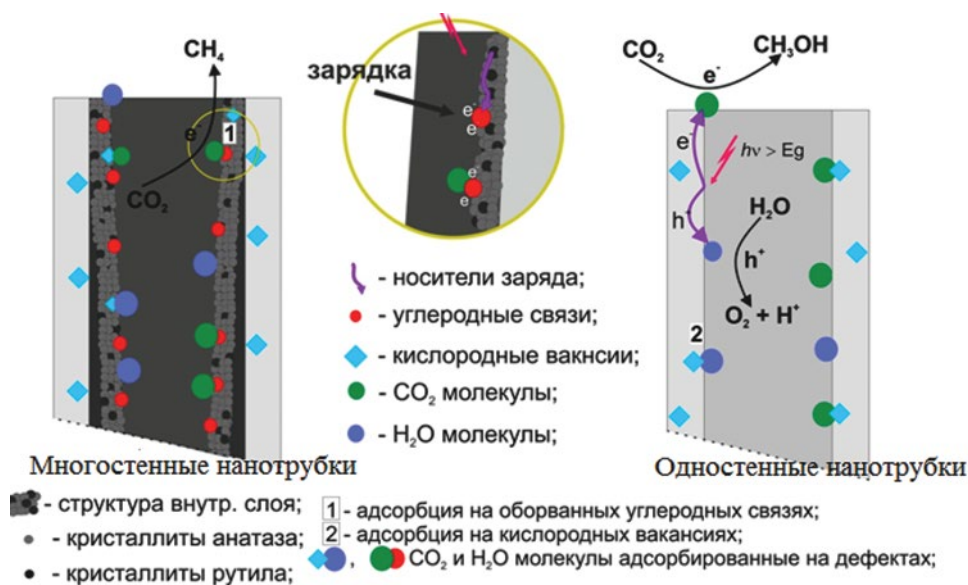 CH₄
e⁻
1
CO₂
зарядка
e⁻
e
e
e
CO₂
CH₃OH
e⁻
e⁻
hν > Eg
h⁺
H₂O
h⁺
O₂ + H⁺
2
- носители заряда;
- углеродные связи;
- кислородные вакнсии;
- CO₂ молекулы;
- H₂O молекулы;
Многостенные нанотрубки
Одностенные нанотрубки
- структура внутр. слоя;
- кристаллиты анатаза;
- кристаллиты рутила;
1 - адсорбция на оборванных углеродных связях;
2 - адсорбция на кислородных вакансиях;
, CO₂ и H₂O молекулы адсорбированные на дефектах;